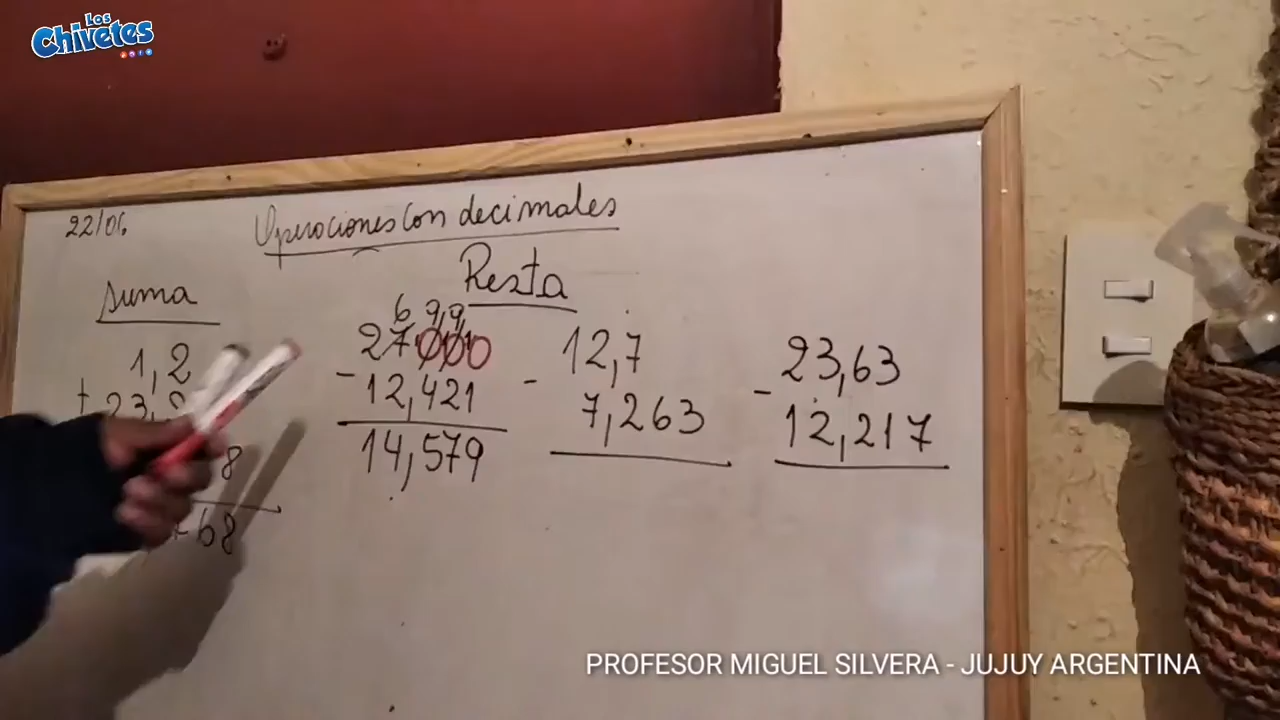 Los Chivetes
22/06
Operaciones con decimales
Suma
Resta
1,2
+ 23,
8
68
6 9 9
27,000
- 12,421
14,579
12,7
- 7,263
23,63
- 12,217
PROFESOR MIGUEL SILVERA - JUJUY ARGENTINA